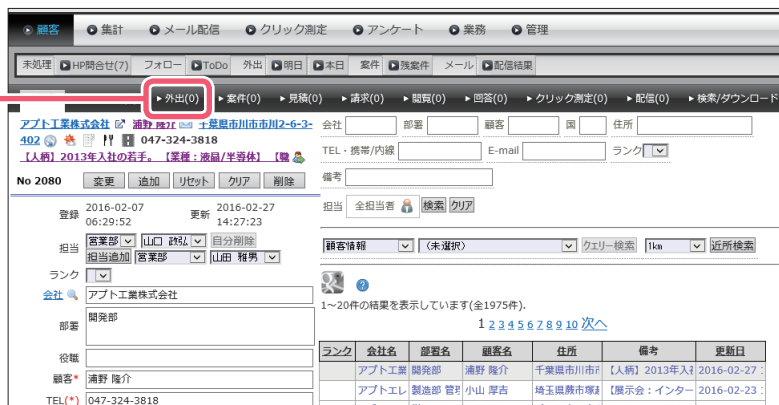 顧客 集計 メール配信 クリック測定 アンケート 業務 管理
未処理 HP問合せ(7) フォロー ToDo 外出 明日 本日 案件 残案件 メール 配信結果
外出(0) 案件(0) 見積(0) 請求(0) 閲覧(0) 回答(0) クリック測定(0) 配信(0) 検索/ダウンロード
アプト工業株式会社 浦野 隆介 千葉県市川市市川2-6-3-
402 047-324-3818
【人柄】2013年入社の若手。 【業種：液晶/半導体】 【職
No 2080 変更 追加 リセット クリア 削除
登録 2016-02-07 06:29:52 更新 2016-02-27 14:27:23
担当 営業部 山口 政弘 自分削除
担当追加 営業部 山田 雅男
ランク
会社 アプト工業株式会社
部署 開発部
役職
顧客* 浦野 隆介
TEL(*) 047-324-3818
会社 部署 顧客 国 住所
TEL・携帯/内線 E-mail ランク
備考
担当 全担当者 検索 クリア
顧客情報 (未選択) クエリー検索 1km 近所検索
1～20件の結果を表示しています(全1975件).
1 2 3 4 5 6 7 8 9 10 次へ
ランク 会社名 部署名 顧客名 住所 備考 更新日
アプト工業 開発部 浦野 隆介 千葉県市川市市 【人柄】2013年入 2016-02-27
アプトエレ 製造部 管理 小山 厚吉 埼玉県蕨市塚 【展示会：インター 2016-02-23